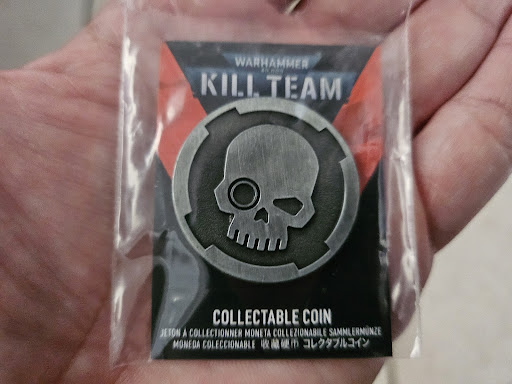 WARHAMMER
40,000
KILL TEAM
COLLECTABLE COIN
JETON À COLLECTIONNER MONETA COLLEZIONABILE SAMMLERMÜNZE
MONEDA COLECCIONABLE 收藏硬币 コレクタブルコイン